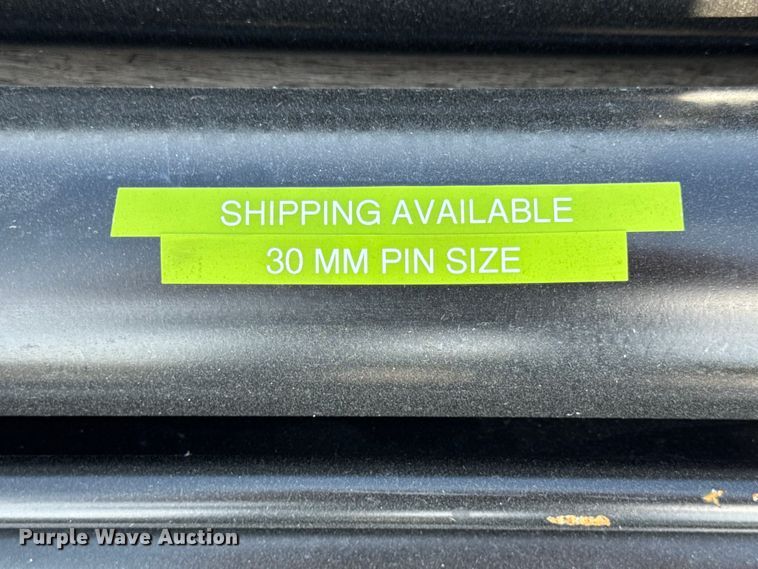 SHIPPING AVAILABLE
30 MM PIN SIZE
Purple Wave Auction